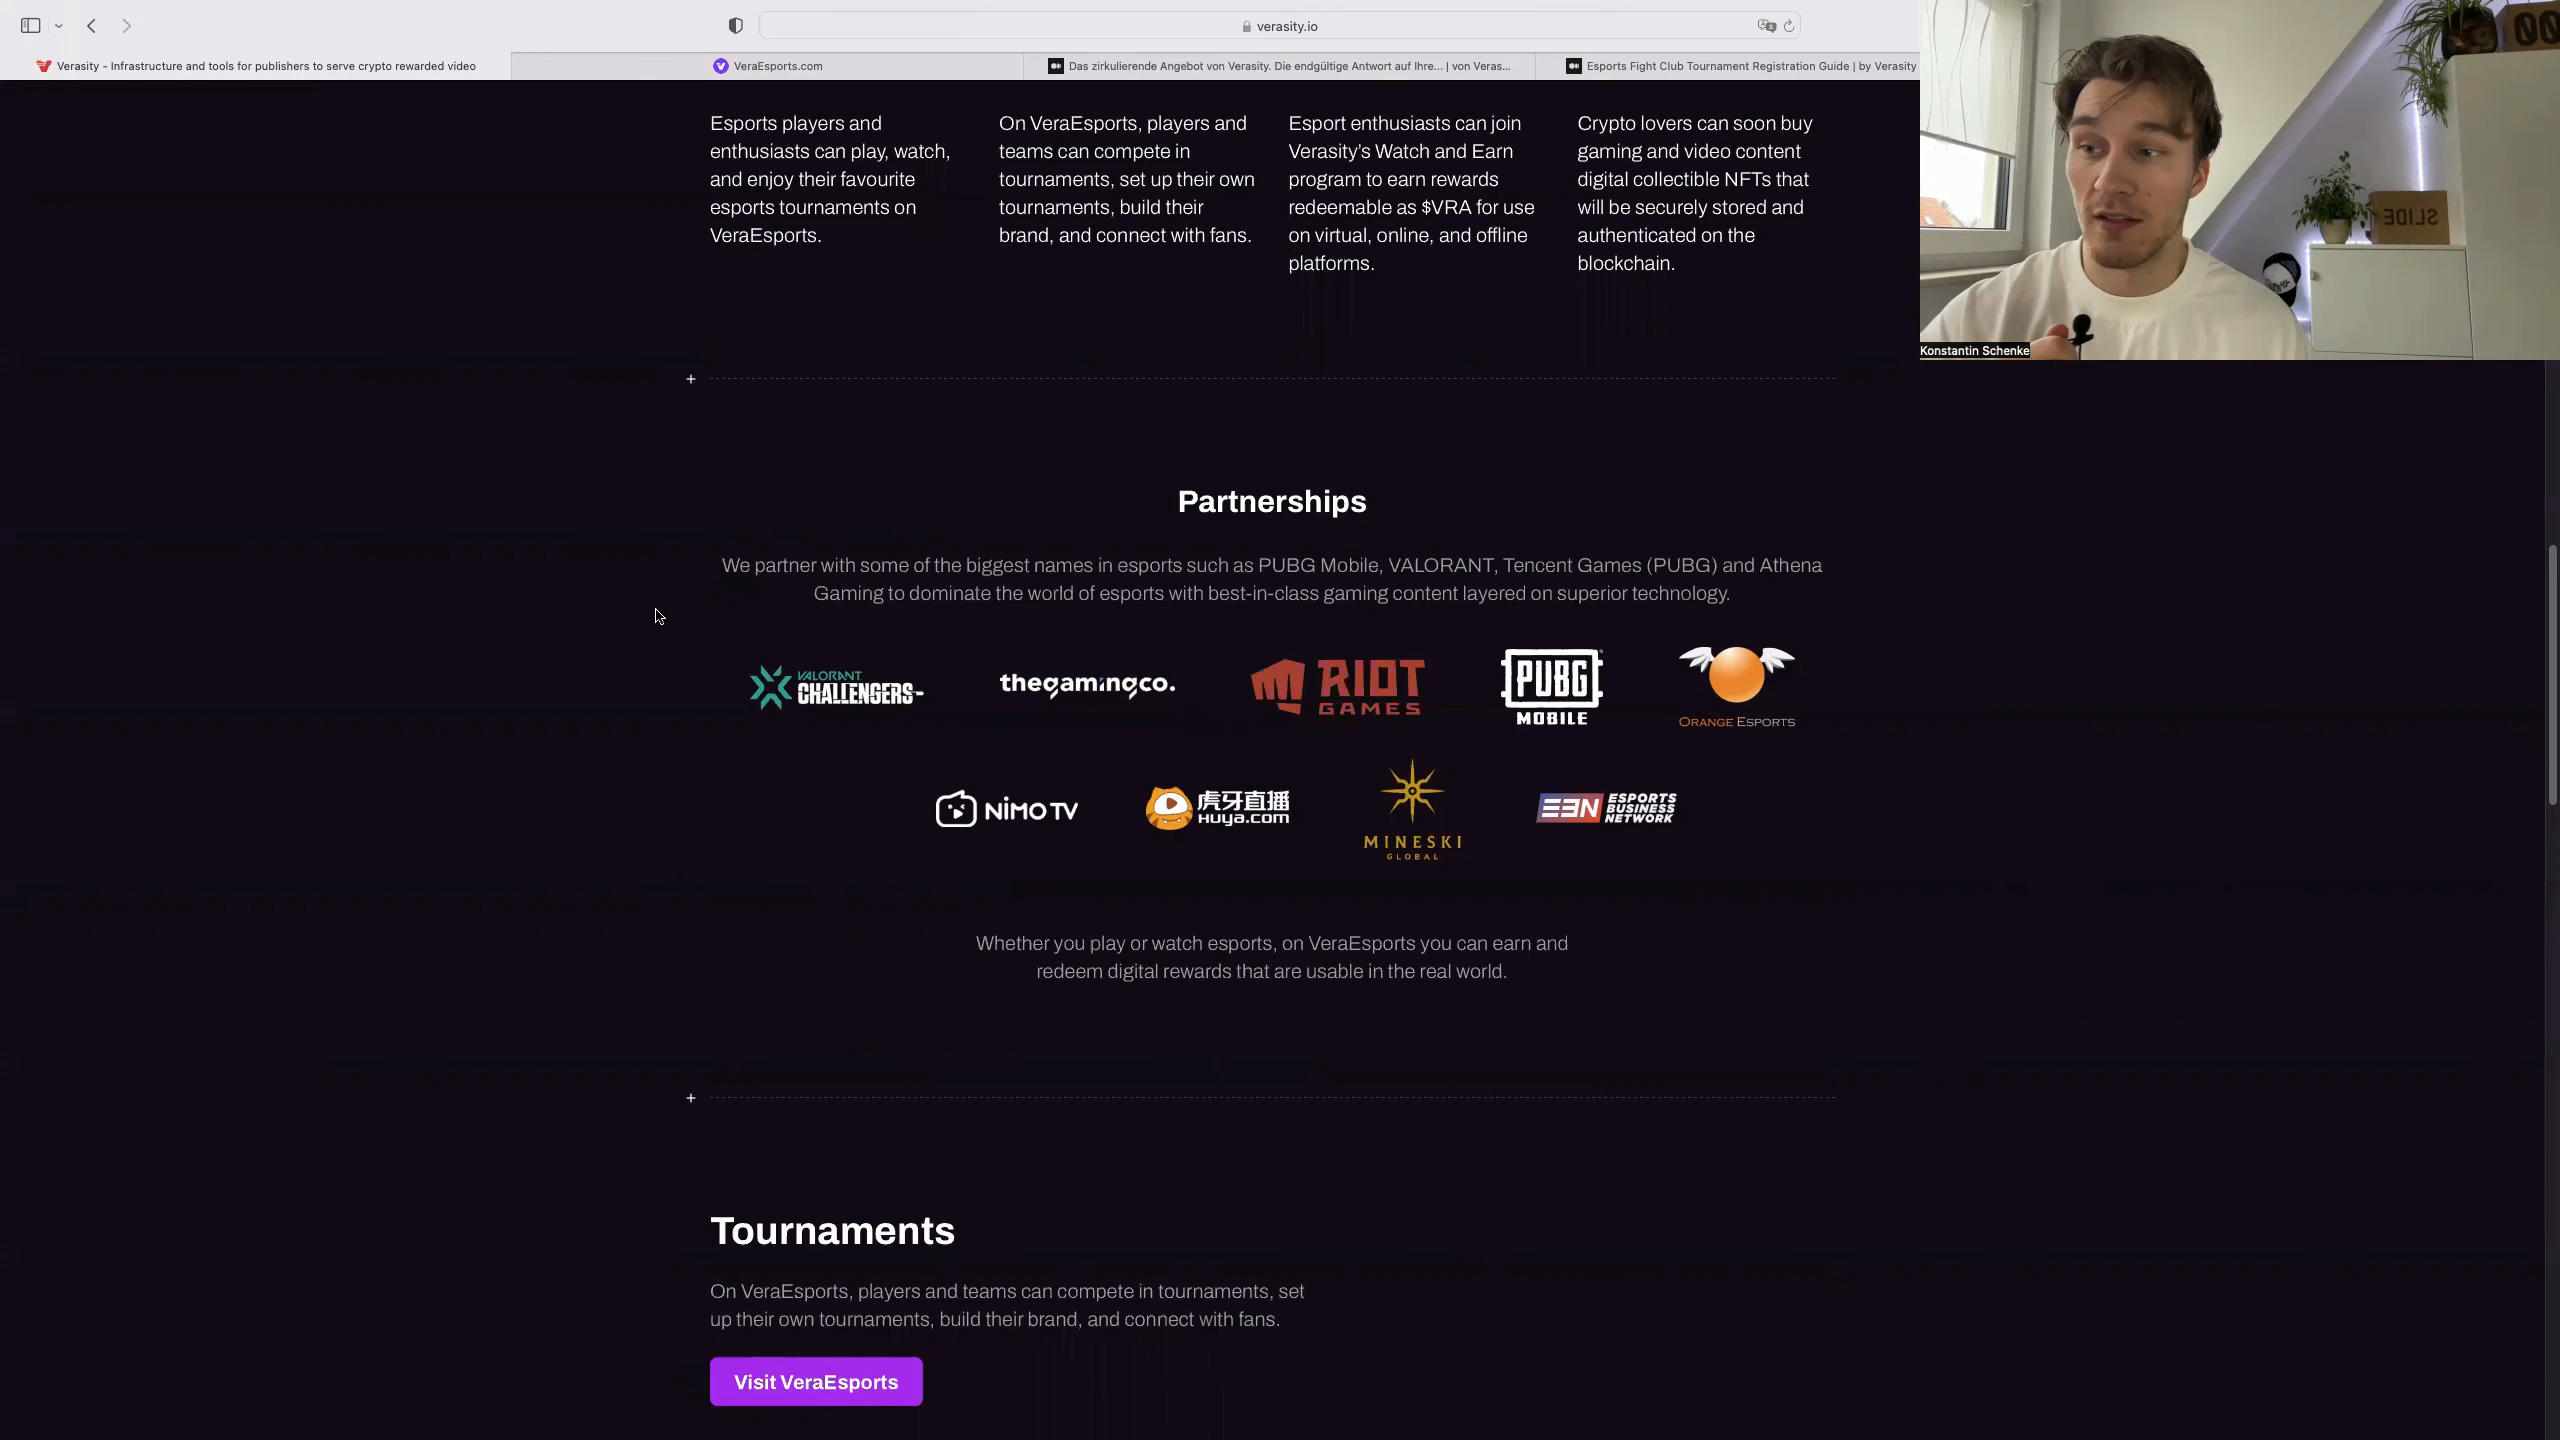 verasity.io
Verasity - Infrastructure and tools for publishers to serve crypto rewarded video
VeraEsports.com
Das zirkulierende Angebot von Verasity. Die endgültige Antwort auf Ihre... | von Veras...
Esports Fight Club Tournament Registration Guide | by Verasity
Esports players and
enthusiasts can play, watch,
and enjoy their favourite
esports tournaments on
VeraEsports.
On VeraEsports, players and
teams can compete in
tournaments, set up their own
tournaments, build their
brand, and connect with fans.
Esport enthusiasts can join
Verasity’s Watch and Earn
program to earn rewards
redeemable as $VRA for use
on virtual, online, and offline
platforms.
Crypto lovers can soon buy
gaming and video content
digital collectible NFTs that
will be securely stored and
authenticated on the
blockchain.
00
SLIDE
Konstantin Schenke
Partnerships
We partner with some of the biggest names in esports such as PUBG Mobile, VALORANT, Tencent Games (PUBG) and Athena
Gaming to dominate the world of esports with best-in-class gaming content layered on superior technology.
VALORANT
CHALLENGERS
thegamingco.
RIOT
GAMES
PUBG
MOBILE
ORANGE ESPORTS
NIMO TV
虎牙直播
HUYA.COM
MINESKI
GLOBAL
EBN
ESPORTS
BUSINESS
NETWORK
Whether you play or watch esports, on VeraEsports you can earn and
redeem digital rewards that are usable in the real world.
Tournaments
On VeraEsports, players and teams can compete in tournaments, set
up their own tournaments, build their brand, and connect with fans.
Visit VeraEsports